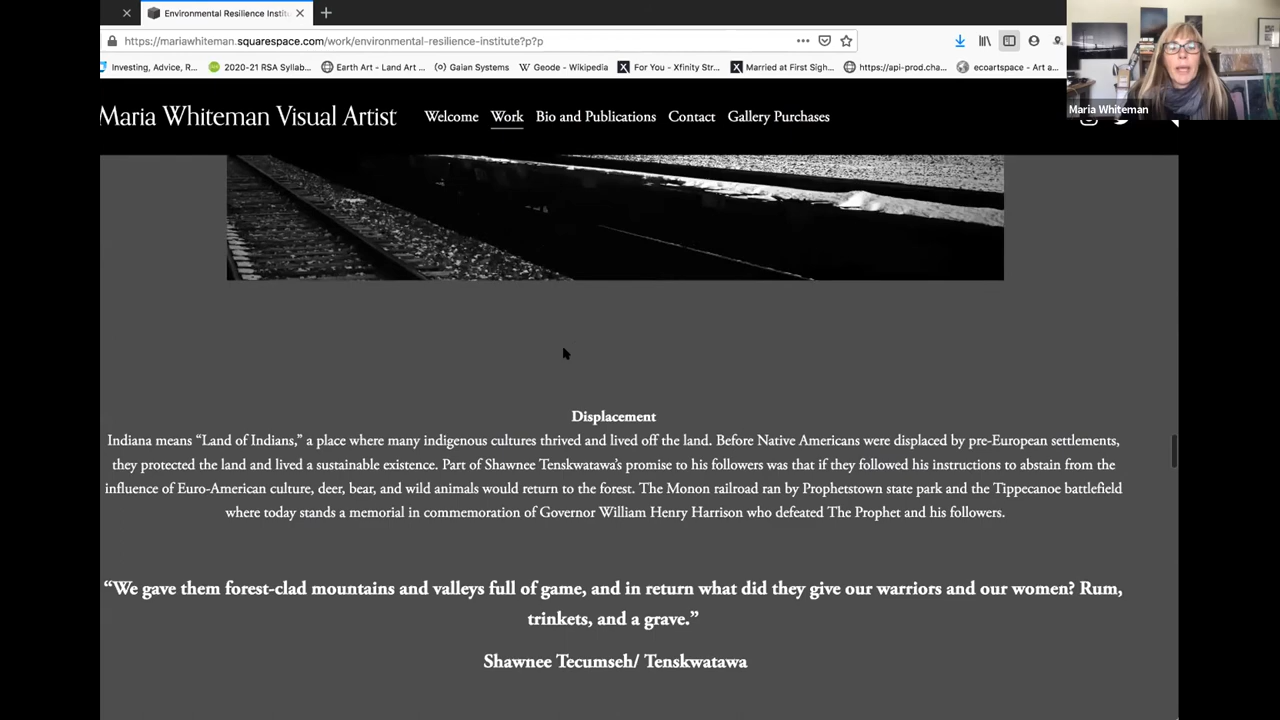 Environmental Resilience Instit
https://mariawhiteman.squarespace.com/work/environmental-resilience-institute?p?p
Investing, Advice, R... 2020-21 RSA Syllab... Earth Art – Land Art ... Gaian Systems Geode - Wikipedia For You - Xfinity Str... Married at First Sigh... https://api-prod.cha... ecoartspace - Art a...
Maria Whiteman
Maria Whiteman Visual Artist Welcome Work Bio and Publications Contact Gallery Purchases
Displacement
Indiana means “Land of Indians,” a place where many indigenous cultures thrived and lived off the land. Before Native Americans were displaced by pre-European settlements,
they protected the land and lived a sustainable existence. Part of Shawnee Tenskwatawa’s promise to his followers was that if they followed his instructions to abstain from the
influence of Euro-American culture, deer, bear, and wild animals would return to the forest. The Monon railroad ran by Prophetstown state park and the Tippecanoe battlefield
where today stands a memorial in commemoration of Governor William Henry Harrison who defeated The Prophet and his followers.
“We gave them forest-clad mountains and valleys full of game, and in return what did they give our warriors and our women? Rum,
trinkets, and a grave.”
Shawnee Tecumseh/ Tenskwatawa